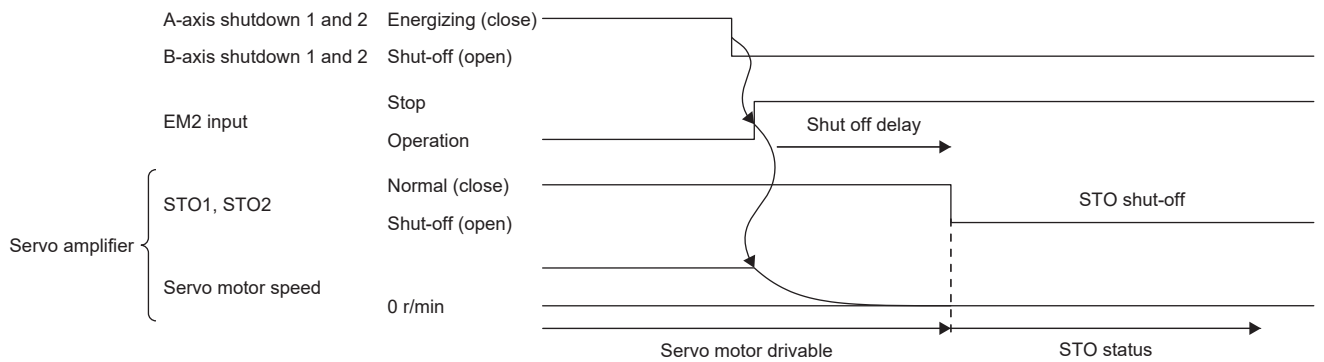 A-axis shutdown 1 and 2 Energizing (close)
B-axis shutdown 1 and 2 Shut-off (open)
EM2 input
Stop
Operation
Shut off delay
Servo amplifier
STO1, STO2
Normal (close)
Shut-off (open)
STO shut-off
Servo motor speed
0 r/min
Servo motor drivable
STO status